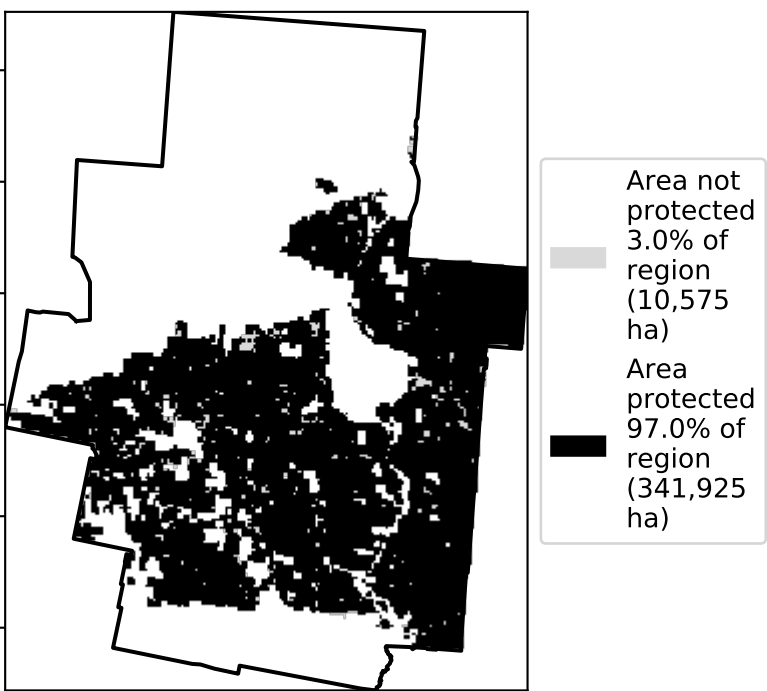 Area not
protected
3.0% of
region
(10,575
ha)
Area
protected
97.0% of
region
(341,925
ha)